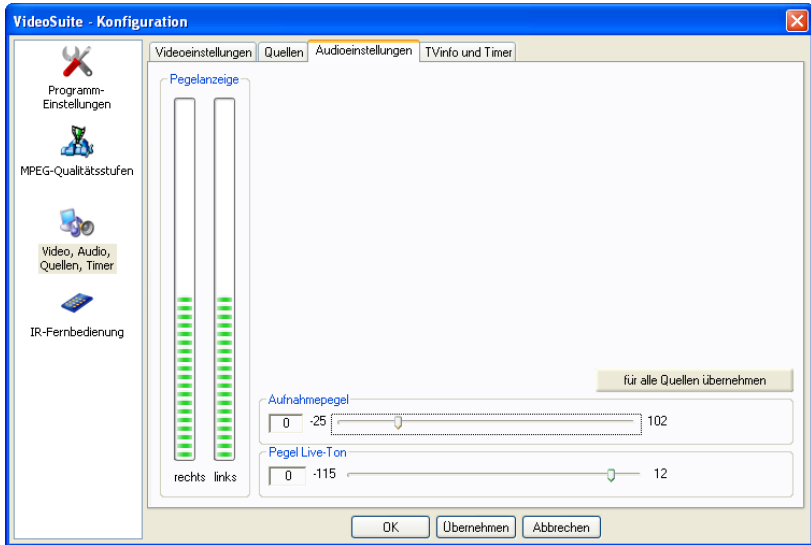 VideoSuite - Konfiguration
Programm-
Einstellungen
MPEG-Qualitätsstufen
Video, Audio,
Quellen, Timer
IR-Fernbedienung
Videoeinstellungen Quellen Audioeinstellungen TVinfo und Timer
Pegelanzeige
rechts links
für alle Quellen übernehmen
Aufnahmepegel
0 -25 102
Pegel Live-Ton
0 -115 12
OK Übernehmen Abbrechen